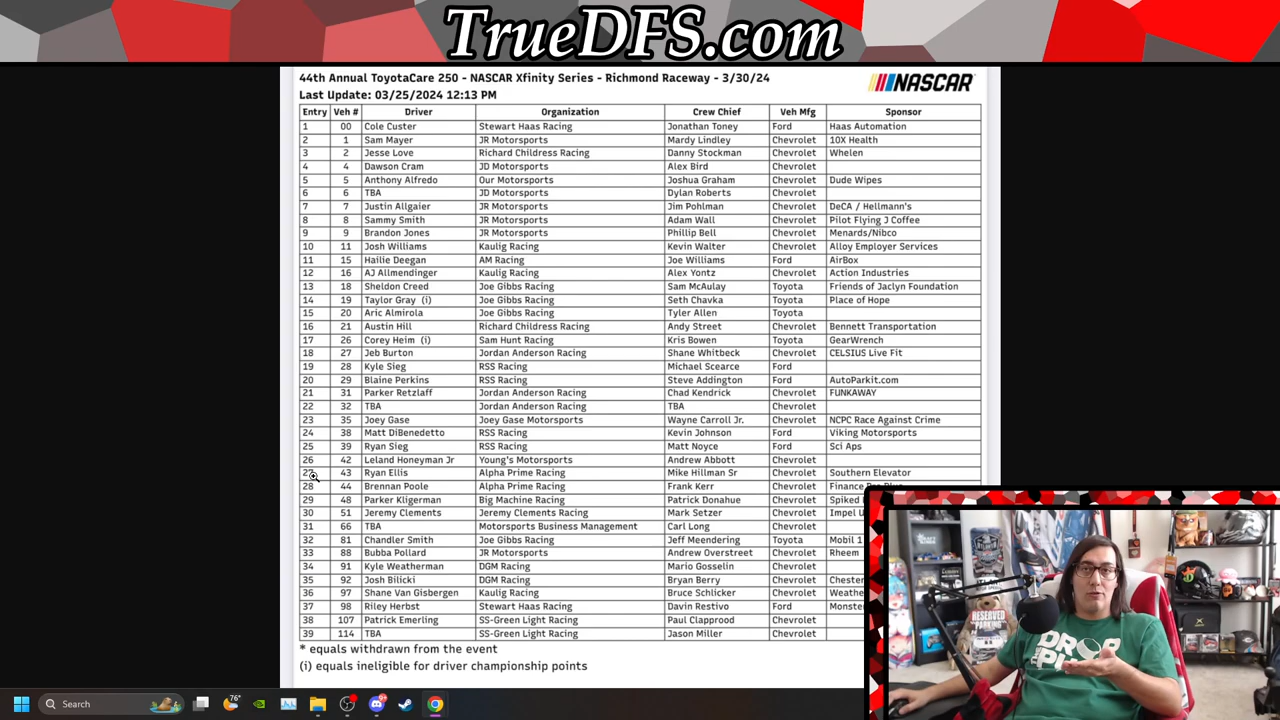 TrueDFS.com
44th Annual ToyotaCare 250 - NASCAR Xfinity Series - Richmond Raceway - 3/30/24
NASCAR
Last Update: 03/25/2024 12:13 PM
Entry Veh # Driver Organization Crew Chief Veh Mfg Sponsor
1 00 Cole Custer Stewart Haas Racing Jonathan Toney Ford Haas Automation
2 1 Sam Mayer JR Motorsports Mardy Lindley Chevrolet 10X Health
3 2 Jesse Love Richard Childress Racing Danny Stockman Chevrolet Whelen
4 4 Dawson Cram JD Motorsports Alex Bird Chevrolet
5 5 Anthony Alfredo Our Motorsports Joshua Graham Chevrolet Dude Wipes
6 6 TBA JD Motorsports Dylan Roberts Chevrolet
7 7 Justin Allgaier JR Motorsports Jim Pohlman Chevrolet DeCA / Hellmann's
8 8 Sammy Smith JR Motorsports Adam Wall Chevrolet Pilot Flying J Coffee
9 9 Brandon Jones JR Motorsports Phillip Bell Chevrolet Menards/Nibco
10 11 Josh Williams Kaulig Racing Kevin Walter Chevrolet Alloy Employer Services
11 15 Hailie Deegan AM Racing Joe Williams Ford AirBox
12 16 AJ Allmendinger Kaulig Racing Alex Yontz Chevrolet Action Industries
13 18 Sheldon Creed Joe Gibbs Racing Sam McAulay Toyota Friends of Jaclyn Foundation
14 19 Taylor Gray (i) Joe Gibbs Racing Seth Chavka Toyota Place of Hope
15 20 Aric Almirola Joe Gibbs Racing Tyler Allen Toyota
16 21 Austin Hill Richard Childress Racing Andy Street Chevrolet Bennett Transportation
17 26 Corey Heim (i) Sam Hunt Racing Kris Bowen Toyota GearWrench
18 27 Jeb Burton Jordan Anderson Racing Shane Whitbeck Chevrolet CELSIUS Live Fit
19 28 Kyle Sieg RSS Racing Michael Scearce Ford
20 29 Blaine Perkins RSS Racing Steve Addington Ford AutoParkit.com
21 31 Parker Retzlaff Jordan Anderson Racing Chad Kendrick Chevrolet FUNKAWAY
22 32 TBA Jordan Anderson Racing TBA Chevrolet
23 35 Joey Gase Joey Gase Motorsports Wayne Carroll Jr. Chevrolet NCPC Race Against Crime
24 38 Matt DiBenedetto RSS Racing Kevin Johnson Ford Viking Motorsports
25 39 Ryan Sieg RSS Racing Matt Noyce Ford Sci Aps
26 42 Leland Honeyman Jr Young's Motorsports Andrew Abbott Chevrolet
27 43 Ryan Ellis Alpha Prime Racing Mike Hillman Sr Chevrolet Southern Elevator
28 44 Brennan Poole Alpha Prime Racing Frank Kerr Chevrolet Finance Pro Plus
29 48 Parker Kligerman Big Machine Racing Patrick Donahue Chevrolet Spiked
30 51 Jeremy Clements Jeremy Clements Racing Mark Setzer Chevrolet Impel U
31 66 TBA Motorsports Business Management Carl Long Chevrolet
32 81 Chandler Smith Joe Gibbs Racing Jeff Meendering Toyota Mobil 1
33 88 Bubba Pollard JR Motorsports Andrew Overstreet Chevrolet Rheem
34 91 Kyle Weatherman DGM Racing Mario Gosselin Chevrolet
35 92 Josh Bilicki DGM Racing Bryan Berry Chevrolet Chester
36 97 Shane Van Gisbergen Kaulig Racing Bruce Schlicker Chevrolet Weathe
37 98 Riley Herbst Stewart Haas Racing Davin Restivo Ford Monste
38 107 Patrick Emerling SS-Green Light Racing Paul Clapprood Chevrolet
39 114 TBA SS-Green Light Racing Jason Miller Chevrolet
* equals withdrawn from the event
(i) equals ineligible for driver championship points
RESERVED
PARKING
DROP
THE
76°
Search